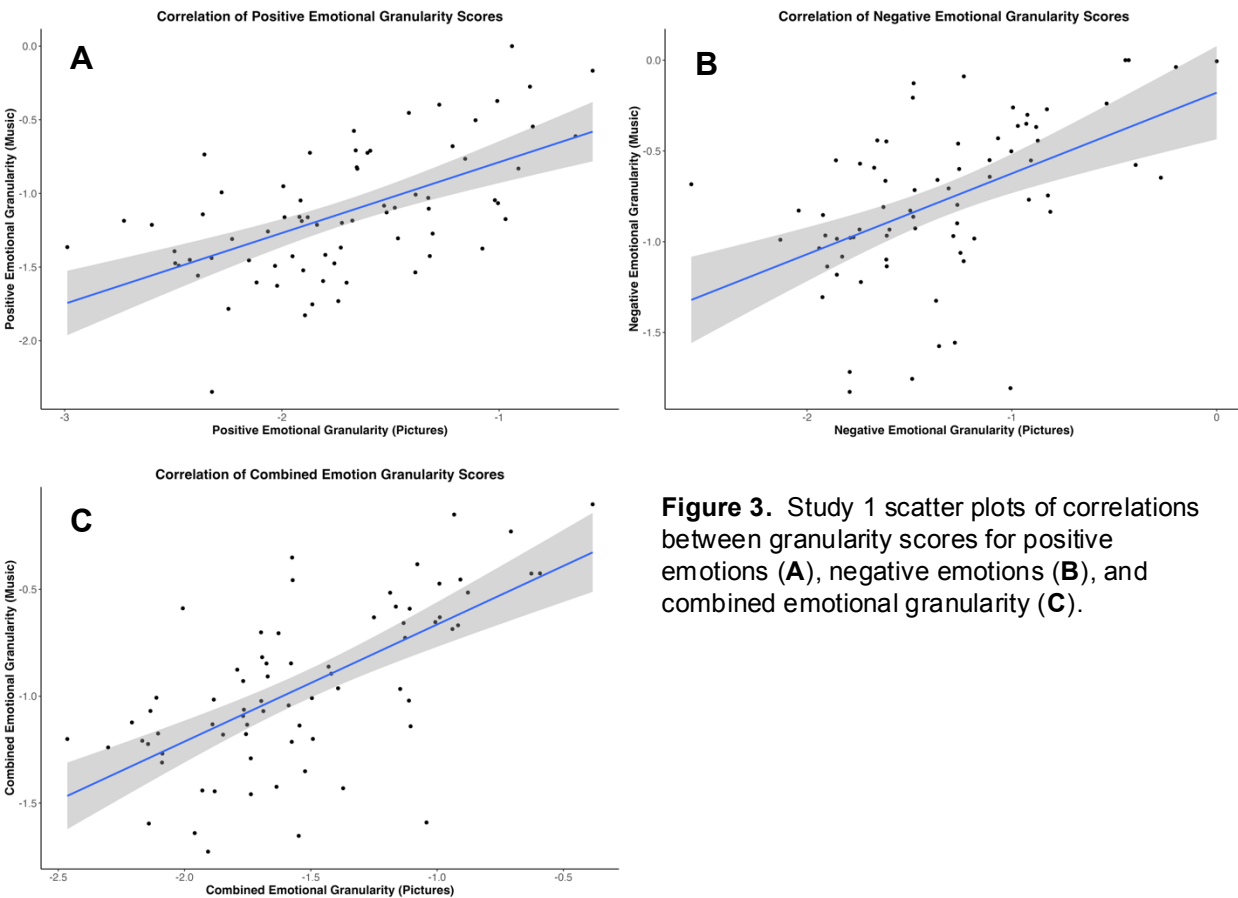 Correlation of Positive Emotional Granularity Scores
A
0.0
-0.5
-1.0
-1.5
-2.0
Positive Emotional Granularity (Music)
-3
-2
-1
Positive Emotional Granularity (Pictures)
Correlation of Negative Emotional Granularity Scores
B
0.0
-0.5
-1.0
-1.5
Negative Emotional Granularity (Music)
-2
-1
0
Negative Emotional Granularity (Pictures)
Correlation of Combined Emotion Granularity Scores
C
-0.5
-1.0
-1.5
Combined Emotional Granularity (Music)
-2.5
-2.0
-1.5
-1.0
-0.5
Combined Emotional Granularity (Pictures)
Figure 3. Study 1 scatter plots of correlations
between granularity scores for positive
emotions (A), negative emotions (B), and
combined emotional granularity (C).